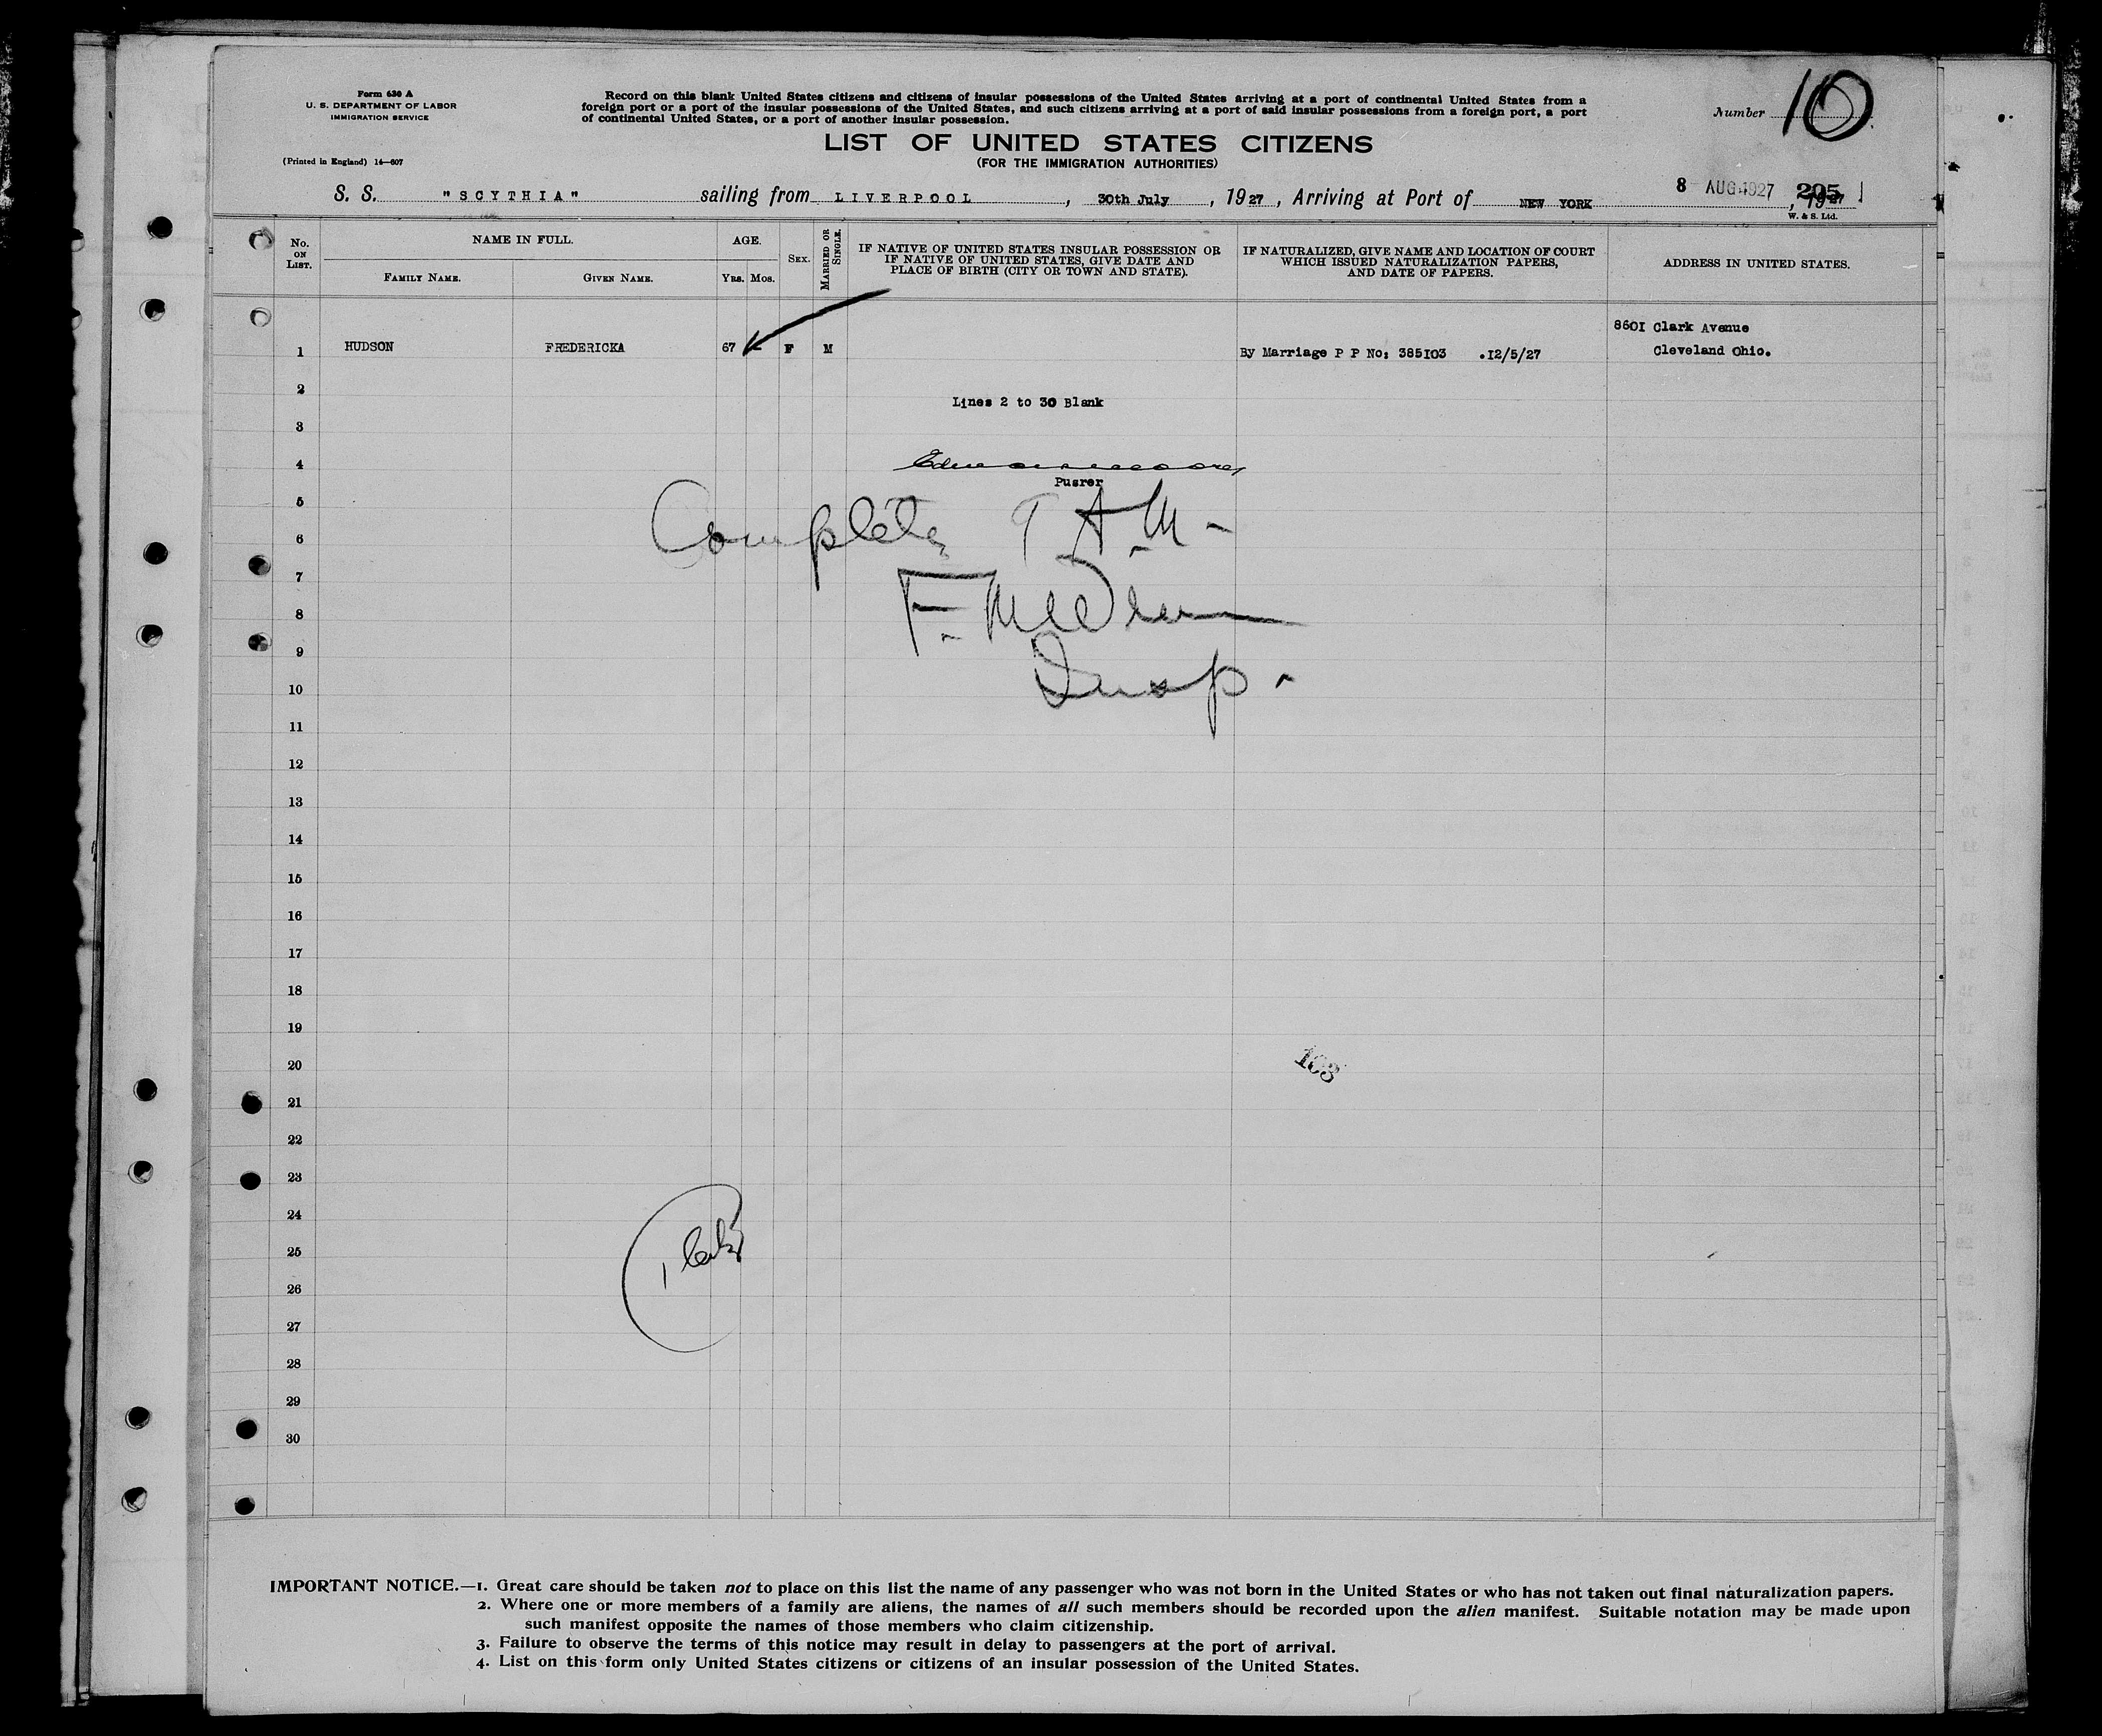 Form 630 A
U. S. DEPARTMENT OF LABOR
IMMIGRATION SERVICE
(Printed in England) 14—607
Record on this blank United States citizens and citizens of insular possessions of the United States arriving at a port of continental United States from a
foreign port or a port of the insular possessions of the United States, and such citizens arriving at a port of said insular possessions from a foreign port, a port
of continental United States, or a port of another insular possession.
Number 10
LIST OF UNITED STATES CITIZENS
(FOR THE IMMIGRATION AUTHORITIES)
S. S. "SCYTHIA" sailing from LIVERPOOL, 30th July, 1927, Arriving at Port of NEW YORK 8 AUG 1927 205, 1927
W. & S. Ltd.
No. ON LIST.
NAME IN FULL.
FAMILY NAME. GIVEN NAME.
AGE.
Yrs. Mos.
SEX.
MARRIED OR SINGLE.
IF NATIVE OF UNITED STATES INSULAR POSSESSION OR
IF NATIVE OF UNITED STATES, GIVE DATE AND
PLACE OF BIRTH (CITY OR TOWN AND STATE).
IF NATURALIZED, GIVE NAME AND LOCATION OF COURT
WHICH ISSUED NATURALIZATION PAPERS,
AND DATE OF PAPERS.
ADDRESS IN UNITED STATES.
1 HUDSON FREDERICKA 67 - F M By Marriage P P No: 385103 .12/5/27 8601 Clark Avenue
Cleveland Ohio.
2
Lines 2 to 30 Blank
3
4
Pusrer
5
Complete T. A. M-
6
7
F.
8
9
Insp.
10
11
12
13
14
15
16
17
18
19
20
103
21
22
23
24
25
26
27
28
29
30
IMPORTANT NOTICE.—1. Great care should be taken not to place on this list the name of any passenger who was not born in the United States or who has not taken out final naturalization papers.
2. Where one or more members of a family are aliens, the names of all such members should be recorded upon the alien manifest. Suitable notation may be made upon
such manifest opposite the names of those members who claim citizenship.
3. Failure to observe the terms of this notice may result in delay to passengers at the port of arrival.
4. List on this form only United States citizens or citizens of an insular possession of the United States.